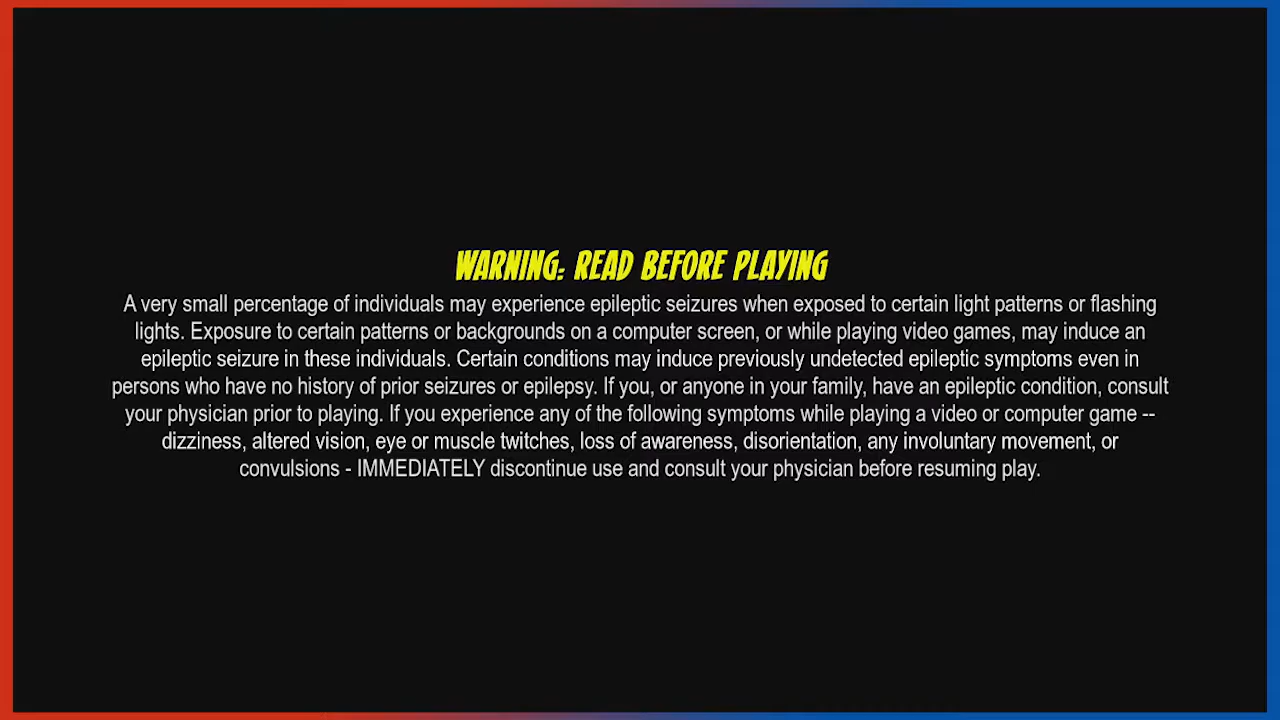 WARNING: READ BEFORE PLAYING
A very small percentage of individuals may experience epileptic seizures when exposed to certain light patterns or flashing
lights. Exposure to certain patterns or backgrounds on a computer screen, or while playing video games, may induce an
epileptic seizure in these individuals. Certain conditions may induce previously undetected epileptic symptoms even in
persons who have no history of prior seizures or epilepsy. If you, or anyone in your family, have an epileptic condition, consult
your physician prior to playing. If you experience any of the following symptoms while playing a video or computer game --
dizziness, altered vision, eye or muscle twitches, loss of awareness, disorientation, any involuntary movement, or
convulsions - IMMEDIATELY discontinue use and consult your physician before resuming play.